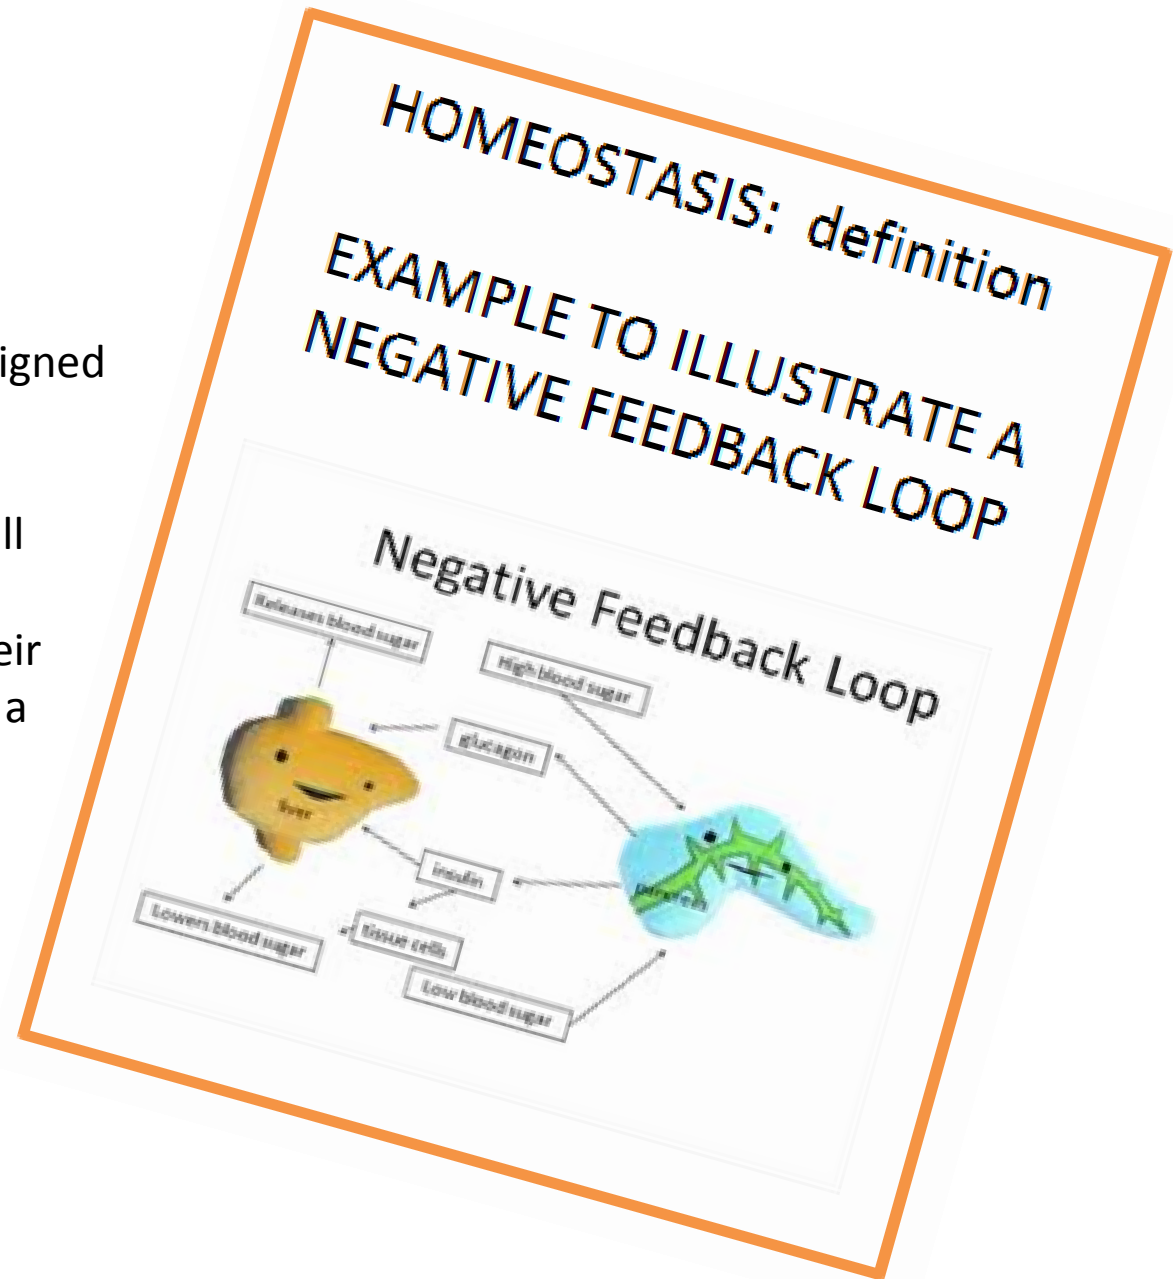 igned
ll
eir
a
HOMEOSTASIS: definition
EXAMPLE TO ILLUSTRATE A
NEGATIVE FEEDBACK LOOP
Negative Feedback Loop
Releases blood sugar
High blood sugar
glucagon
liver
insulin
Lowers blood sugar
tissue cells
Low blood sugar